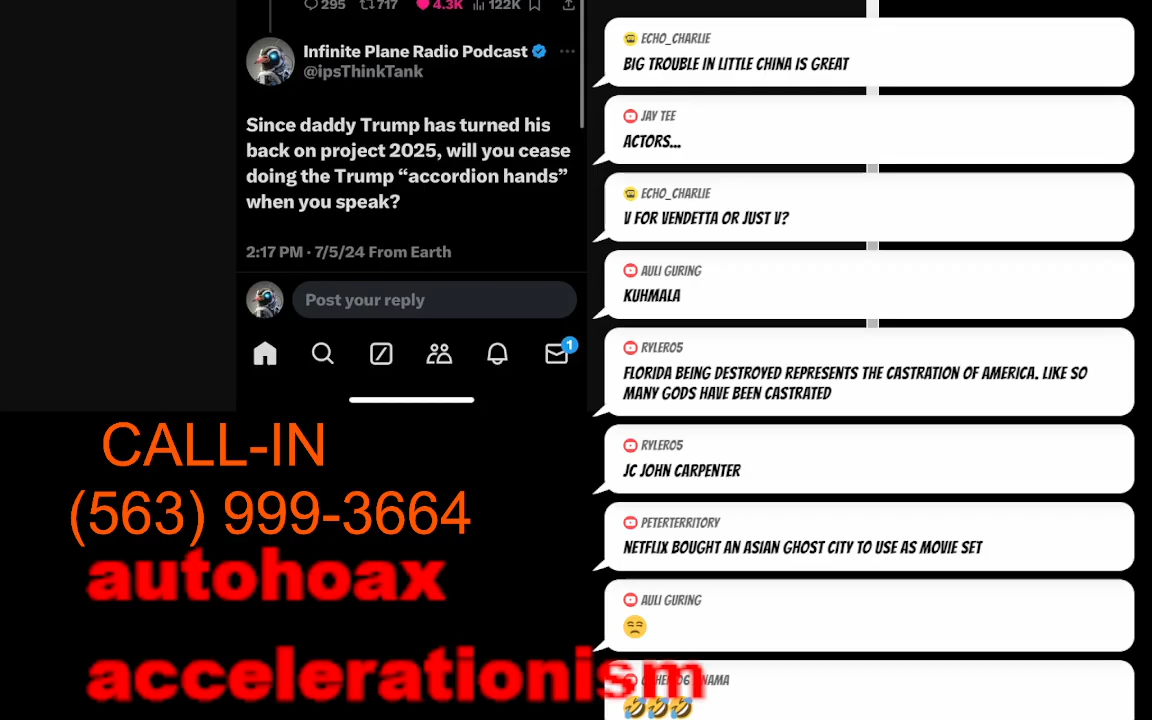 295 717 4.3K 122K
Infinite Plane Radio Podcast
@ipsThinkTank
Since daddy Trump has turned his
back on project 2025, will you cease
doing the Trump “accordion hands”
when you speak?
2:17 PM · 7/5/24 From Earth
Post your reply
1
CALL-IN
(563) 999-3664
autohoax
accelerationism
ECHO_CHARLIE
BIG TROUBLE IN LITTLE CHINA IS GREAT
JAY TEE
ACTORS...
ECHO_CHARLIE
V FOR VENDETTA OR JUST V?
AULI GURING
KUHMALA
RYLER05
FLORIDA BEING DESTROYED REPRESENTS THE CASTRATION OF AMERICA. LIKE SO
MANY GODS HAVE BEEN CASTRATED
RYLER05
JC JOHN CARPENTER
PETERTERRITORY
NETFLIX BOUGHT AN ASIAN GHOST CITY TO USE AS MOVIE SET
AULI GURING
😒
🤣🤣🤣